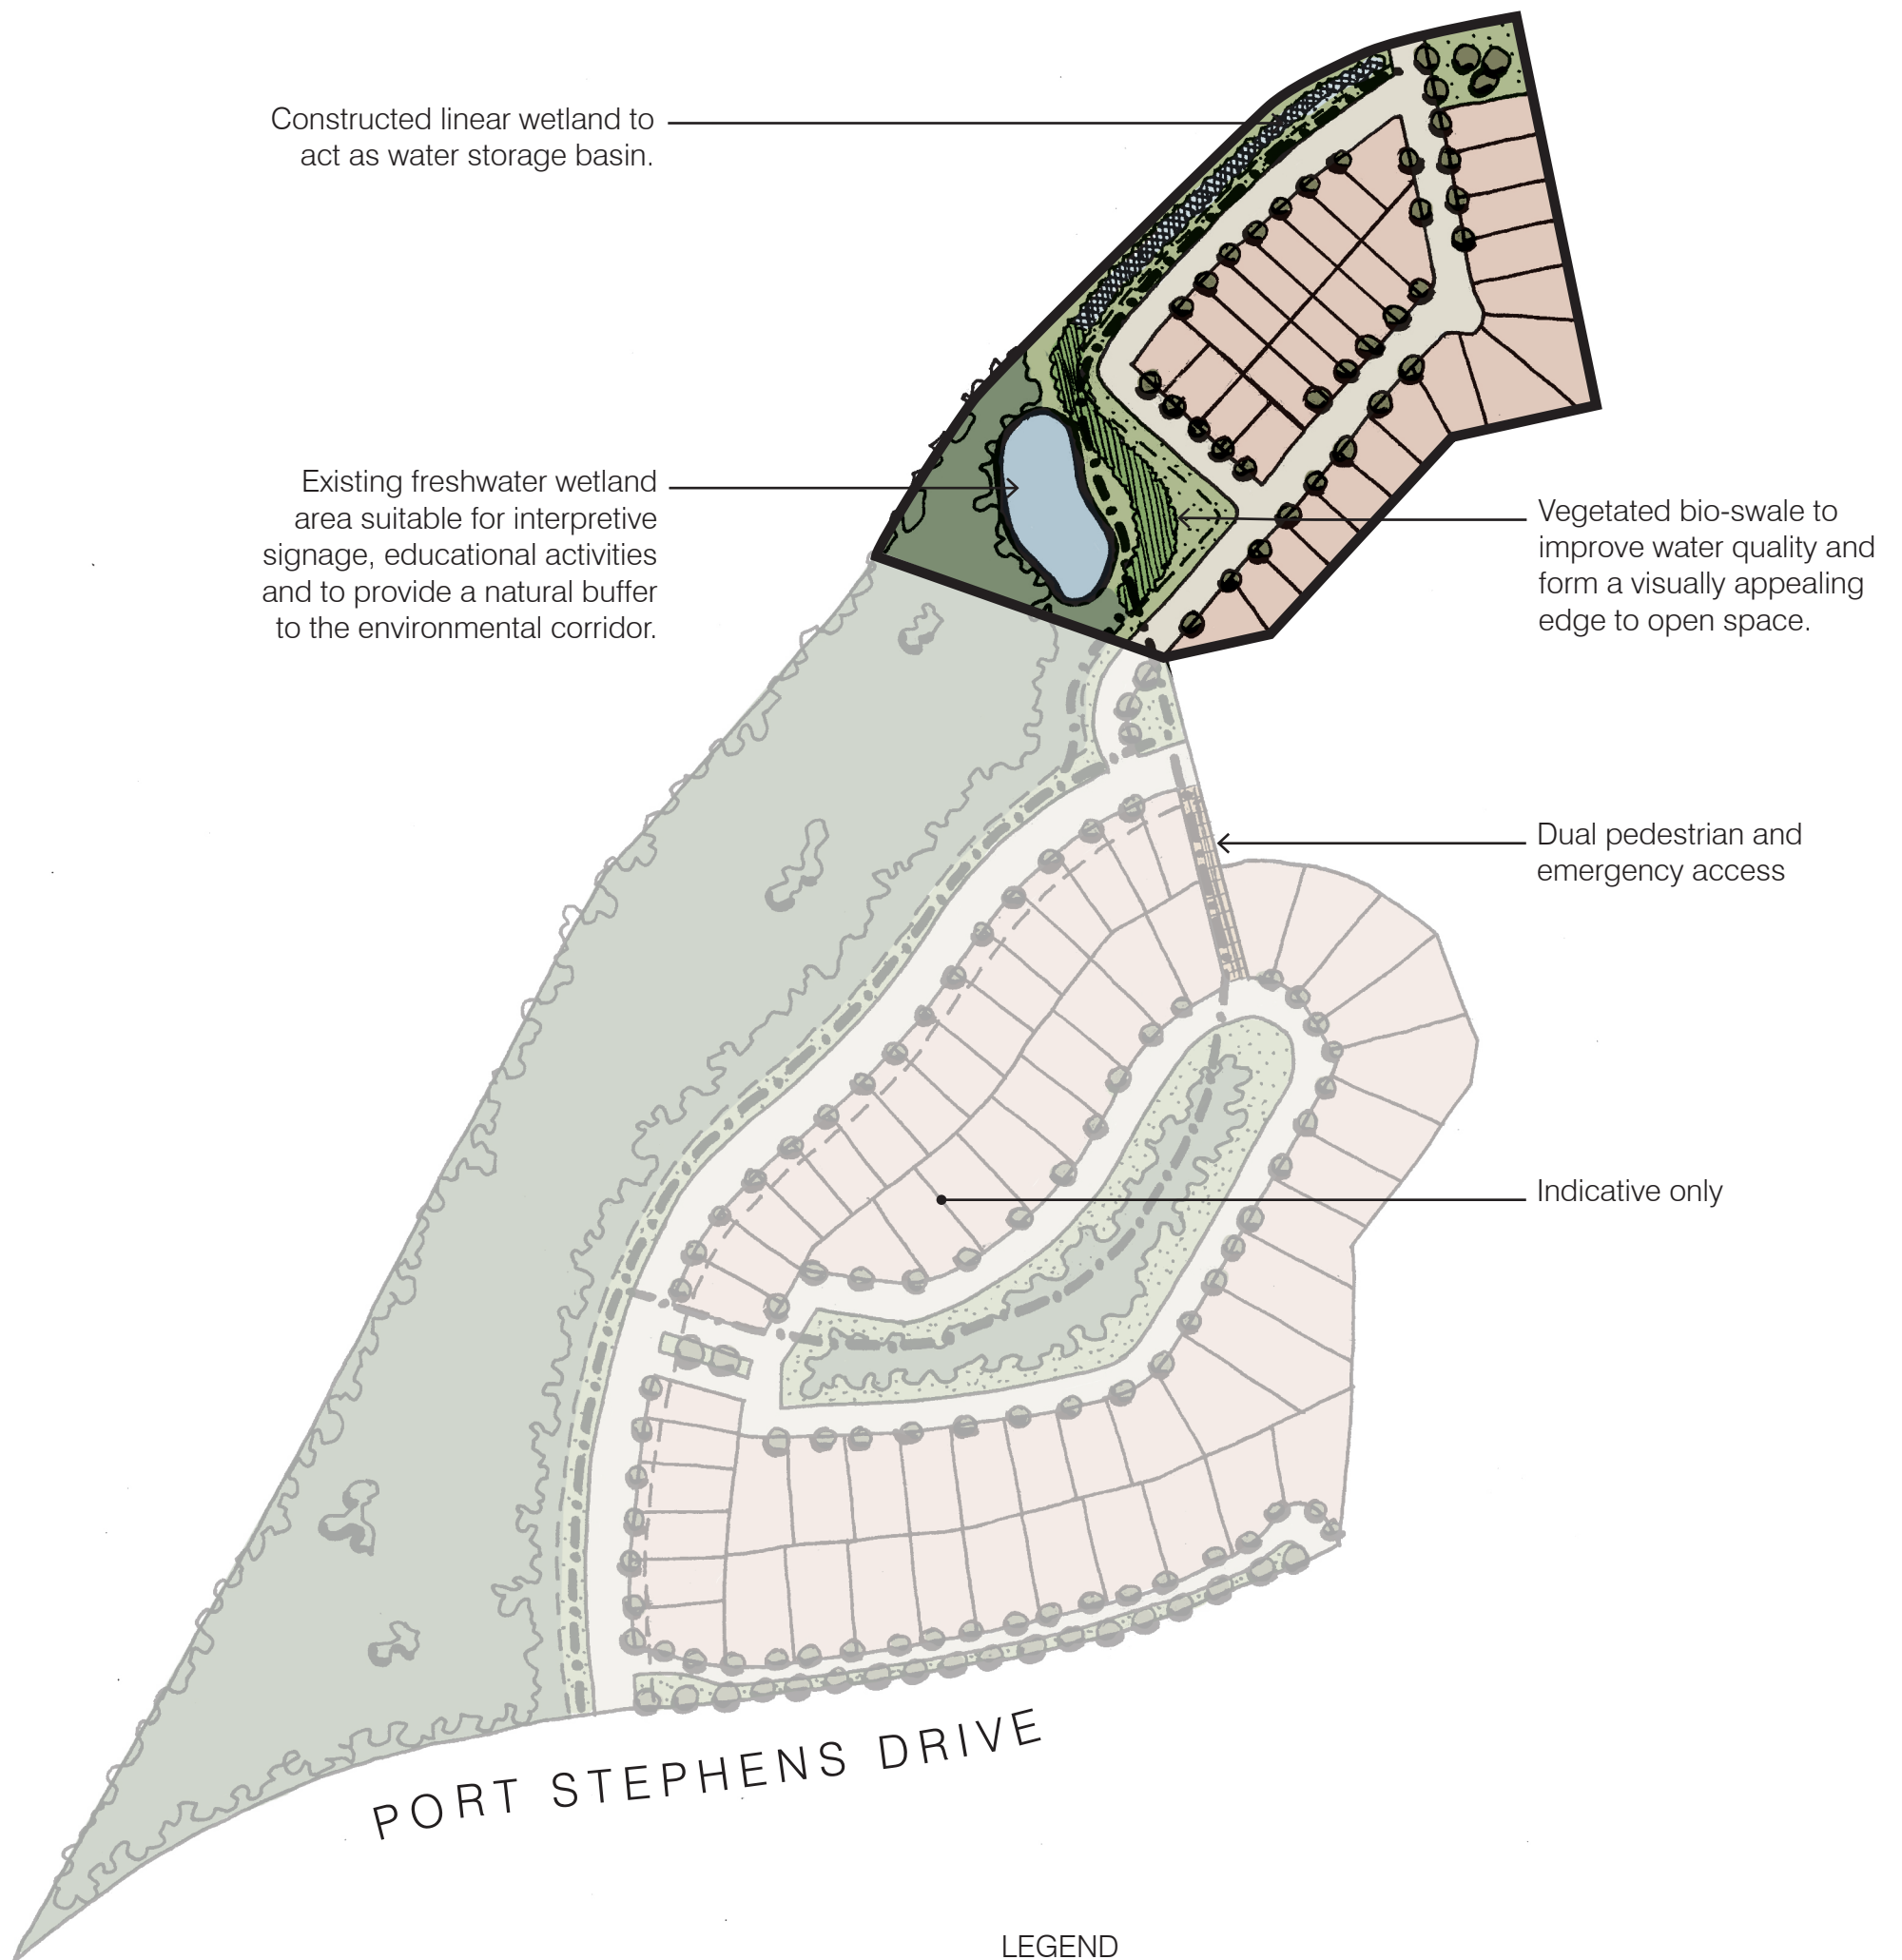 Constructed linear wetland to
act as water storage basin.
Existing freshwater wetland
area suitable for interpretive
signage, educational activities
and to provide a natural buffer
to the environmental corridor.
Vegetated bio-swale to
improve water quality and
form a visually appealing
edge to open space.
Dual pedestrian and
emergency access
Indicative only
PORT STEPHENS DRIVE
LEGEND